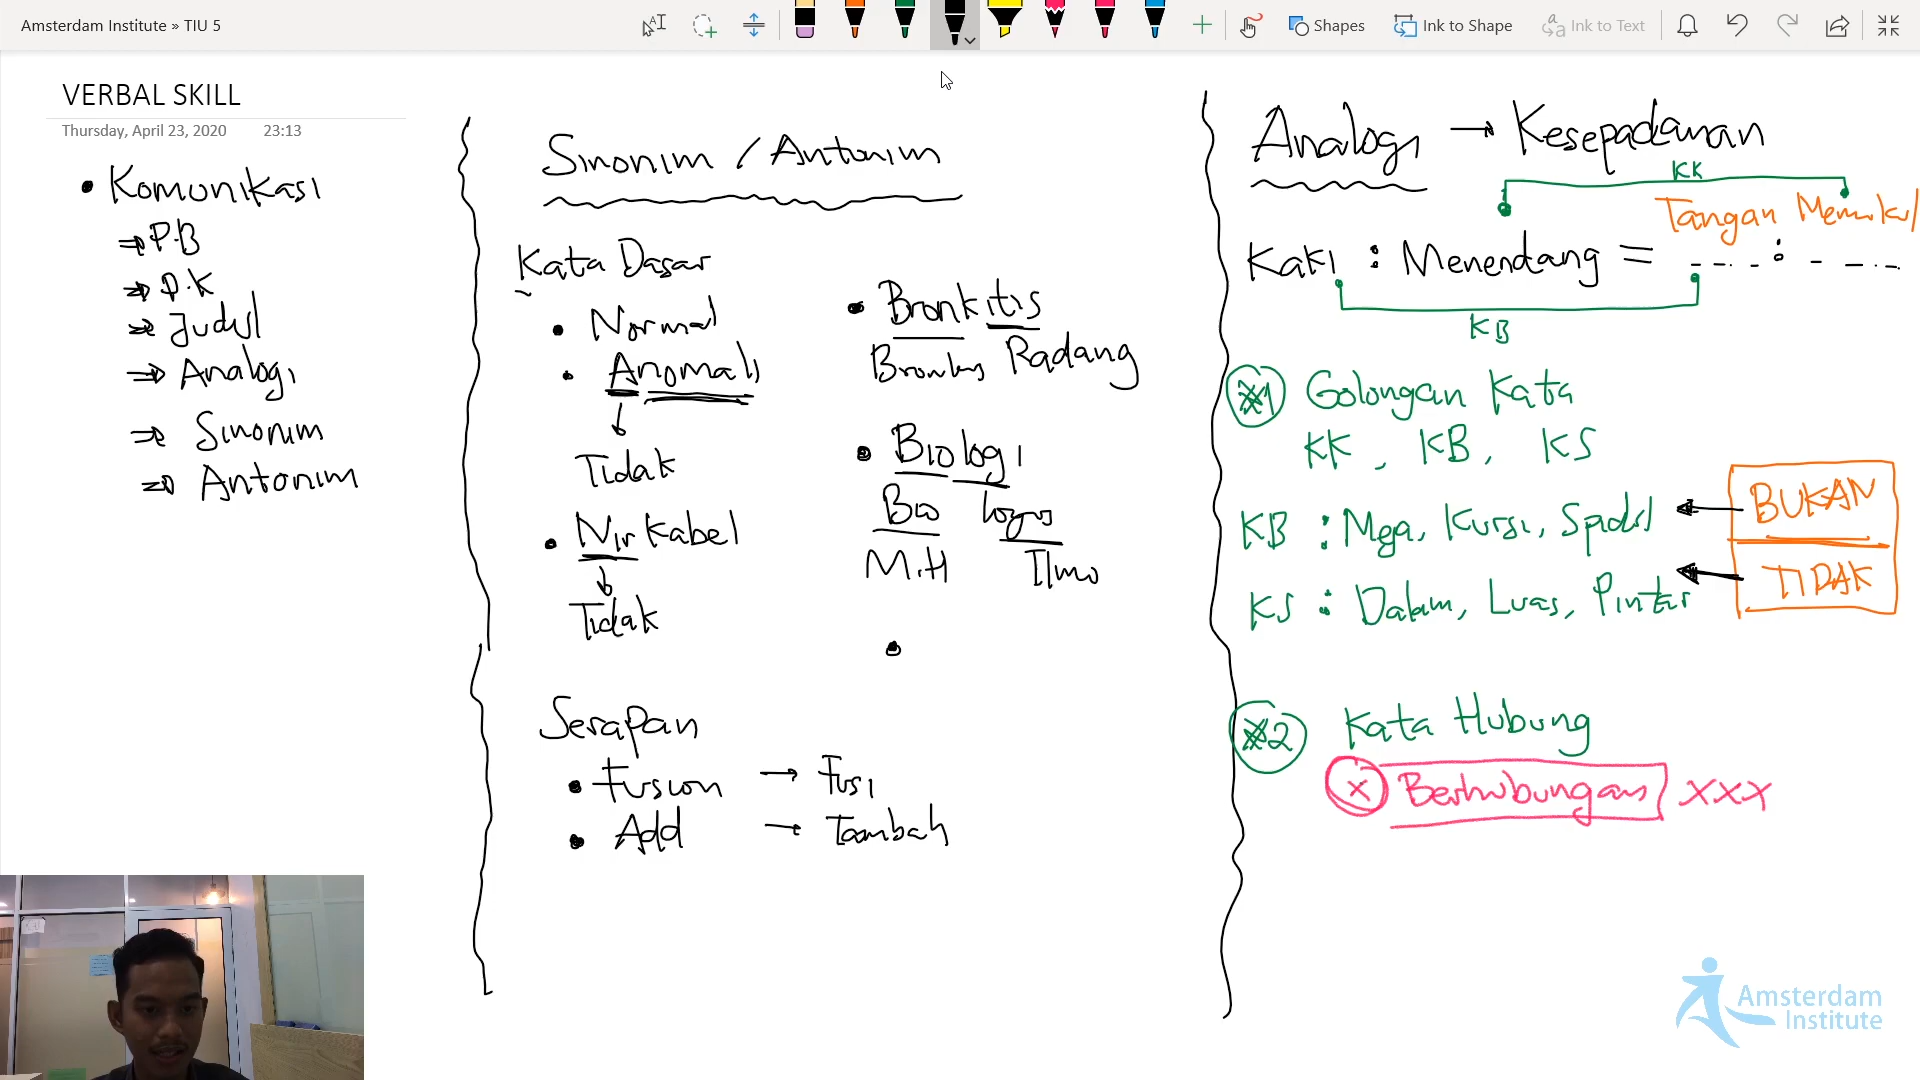 Amsterdam Institute » TIU 5
Shapes
Ink to Shape
Ink to Text
VERBAL SKILL
Thursday, April 23, 2020 23:13
• Komunikasi
⇒ P.B
⇒ P.K
⇒ Judul
⇒ Analogi
⇒ Sinonim
⇒ Antonim
Sinonim / Antonim
Kata Dasar
• Normal
• Anomali
↓
Tidak
• Nirkabel
↓
Tidak
• Bronkitis
Bronkus Radang
• Biologi
Bio logos
M.H Ilmu
•
Serapan
• Fusion → Fusi
• Add → Tambah
Analogi → Kesepadanan
KK
Tangan Memukul
Kaki : Menendang = - - - : - - - -
KB
*1 Golongan Kata
KK, KB, KS
KB : Meja, Kursi, Spidol ← BUKAN
KS : Dalam, Luas, Pintar ← TIDAK
*2 Kata Hubung
x Berhubungan xxx
Amsterdam
Institute